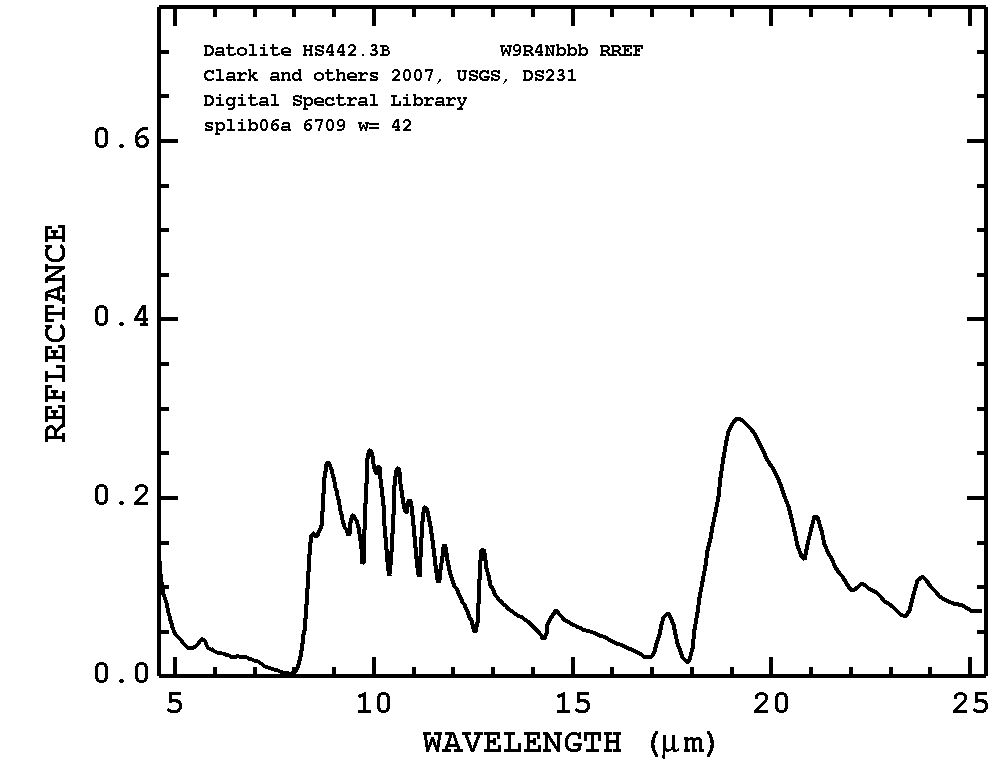 Datolite HS442.3B W9R4Nbbb RREF
Clark and others 2007, USGS, DS231
Digital Spectral Library
splib06a 6709 w= 42
0.6
0.4
0.2
0.0
REFLECTANCE
5 10 15 20 25
WAVELENGTH (μm)